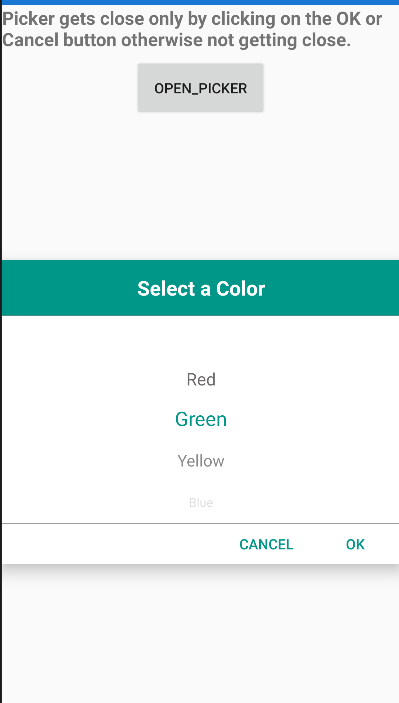 Picker gets close only by clicking on the OK or
Cancel button otherwise not getting close.
OPEN_PICKER
Select a Color
Red
Green
Yellow
Blue
CANCEL OK